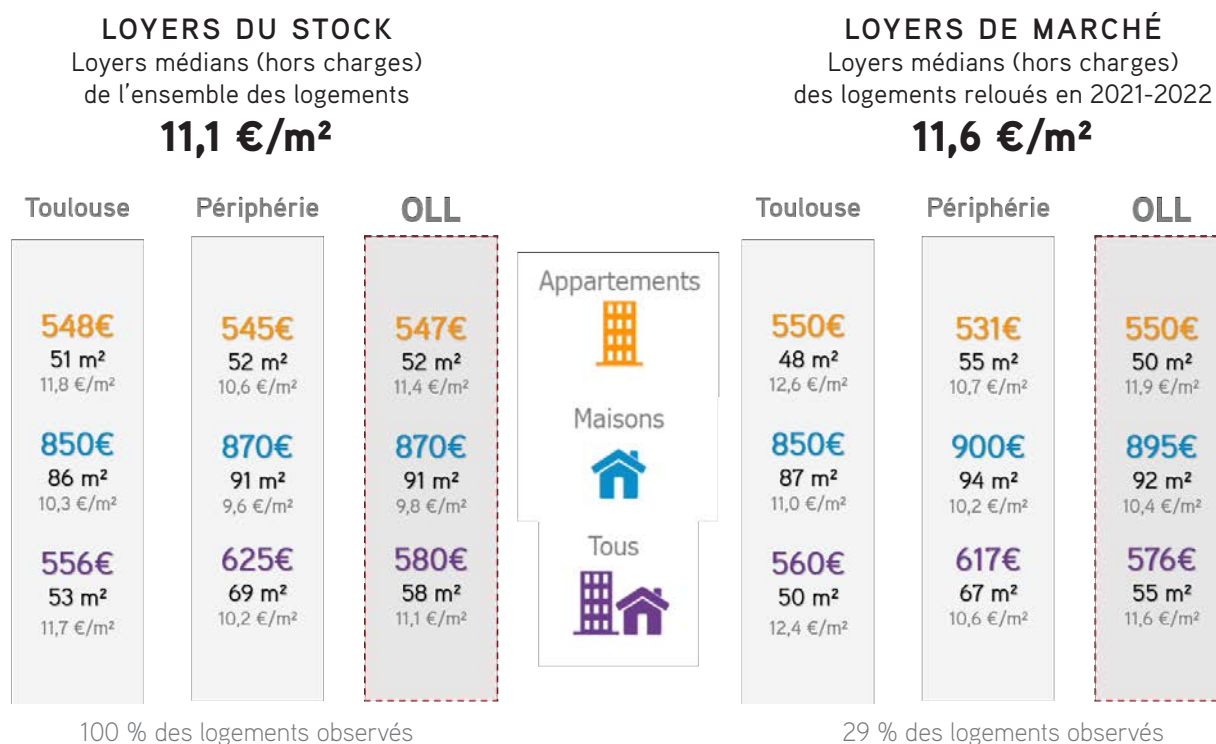 LOYERS DU STOCK
Loyers médians (hors charges)
de l'ensemble des logements
11,1 €/m²
Toulouse
Périphérie
OLL
548€
51 m²
11,8 €/m²
545€
52 m²
10,6 €/m²
547€
52 m²
11,4 €/m²
850€
86 m²
10,3 €/m²
870€
91 m²
9,6 €/m²
870€
91 m²
9,8 €/m²
556€
53 m²
11,7 €/m²
625€
69 m²
10,2 €/m²
580€
58 m²
11,1 €/m²
100 % des logements observés
Appartements
Maisons
Tous
LOYERS DE MARCHÉ
Loyers médians (hors charges)
des logements reloués en 2021-2022
11,6 €/m²
Toulouse
Périphérie
OLL
550€
48 m²
12,6 €/m²
531€
55 m²
10,7 €/m²
550€
50 m²
11,9 €/m²
850€
87 m²
11,0 €/m²
900€
94 m²
10,2 €/m²
895€
92 m²
10,4 €/m²
560€
50 m²
12,4 €/m²
617€
67 m²
10,6 €/m²
576€
55 m²
11,6 €/m²
29 % des logements observés